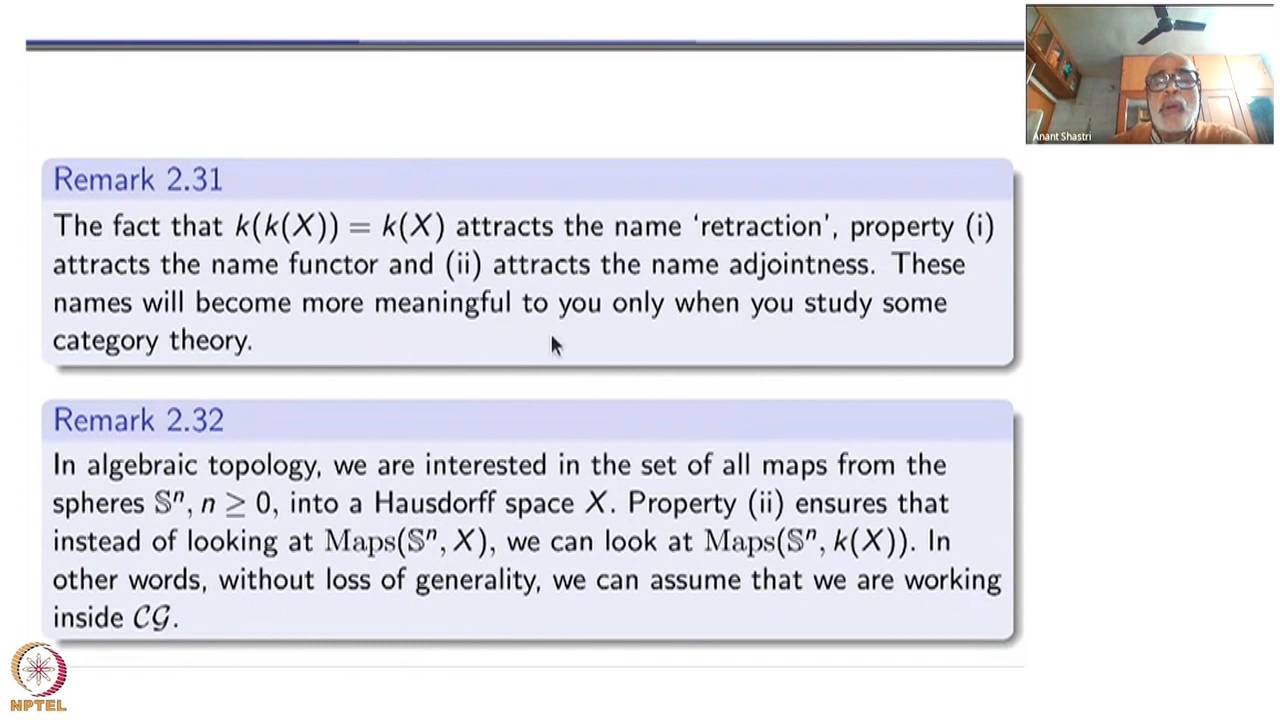 Anant Shastri
Remark 2.31
The fact that k(k(X)) = k(X) attracts the name ‘retraction’, property (i)
attracts the name functor and (ii) attracts the name adjointness. These
names will become more meaningful to you only when you study some
category theory.
Remark 2.32
In algebraic topology, we are interested in the set of all maps from the
spheres 𝕊ⁿ, n ≥ 0, into a Hausdorff space X. Property (ii) ensures that
instead of looking at Maps(𝕊ⁿ, X), we can look at Maps(𝕊ⁿ, k(X)). In
other words, without loss of generality, we can assume that we are working
inside 𝒞𝒢.
NPTEL